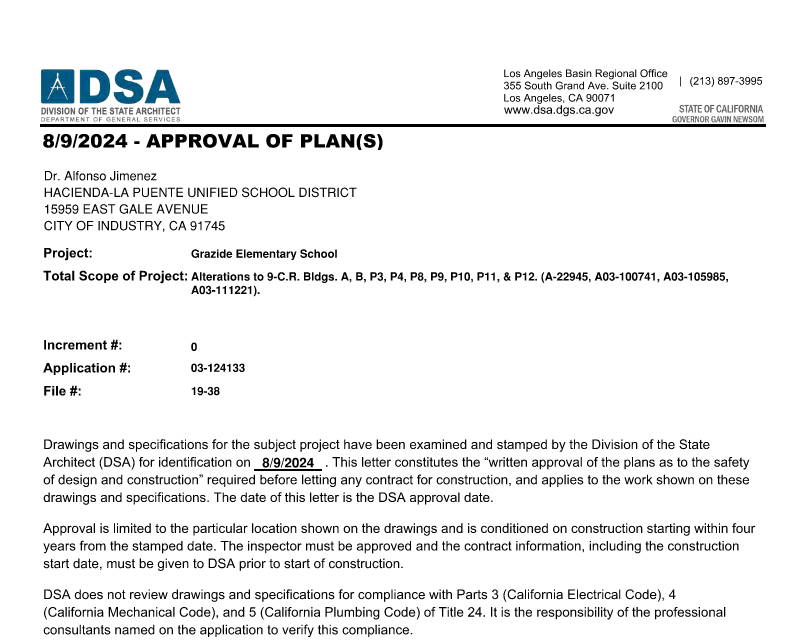 DSA
DIVISION OF THE STATE ARCHITECT
DEPARTMENT OF GENERAL SERVICES
Los Angeles Basin Regional Office
355 South Grand Ave. Suite 2100
Los Angeles, CA 90071
www.dsa.dgs.ca.gov
| (213) 897-3995
STATE OF CALIFORNIA
GOVERNOR GAVIN NEWSOM
8/9/2024 - APPROVAL OF PLAN(S)
Dr. Alfonso Jimenez
HACIENDA-LA PUENTE UNIFIED SCHOOL DISTRICT
15959 EAST GALE AVENUE
CITY OF INDUSTRY, CA 91745
Project: Grazide Elementary School
Total Scope of Project: Alterations to 9-C.R. Bldgs. A, B, P3, P4, P8, P9, P10, P11, & P12. (A-22945, A03-100741, A03-105985,
A03-111221).
Increment #: 0
Application #: 03-124133
File #: 19-38
Drawings and specifications for the subject project have been examined and stamped by the Division of the State
Architect (DSA) for identification on 8/9/2024 . This letter constitutes the “written approval of the plans as to the safety
of design and construction” required before letting any contract for construction, and applies to the work shown on these
drawings and specifications. The date of this letter is the DSA approval date.
Approval is limited to the particular location shown on the drawings and is conditioned on construction starting within four
years from the stamped date. The inspector must be approved and the contract information, including the construction
start date, must be given to DSA prior to start of construction.
DSA does not review drawings and specifications for compliance with Parts 3 (California Electrical Code), 4
(California Mechanical Code), and 5 (California Plumbing Code) of Title 24. It is the responsibility of the professional
consultants named on the application to verify this compliance.